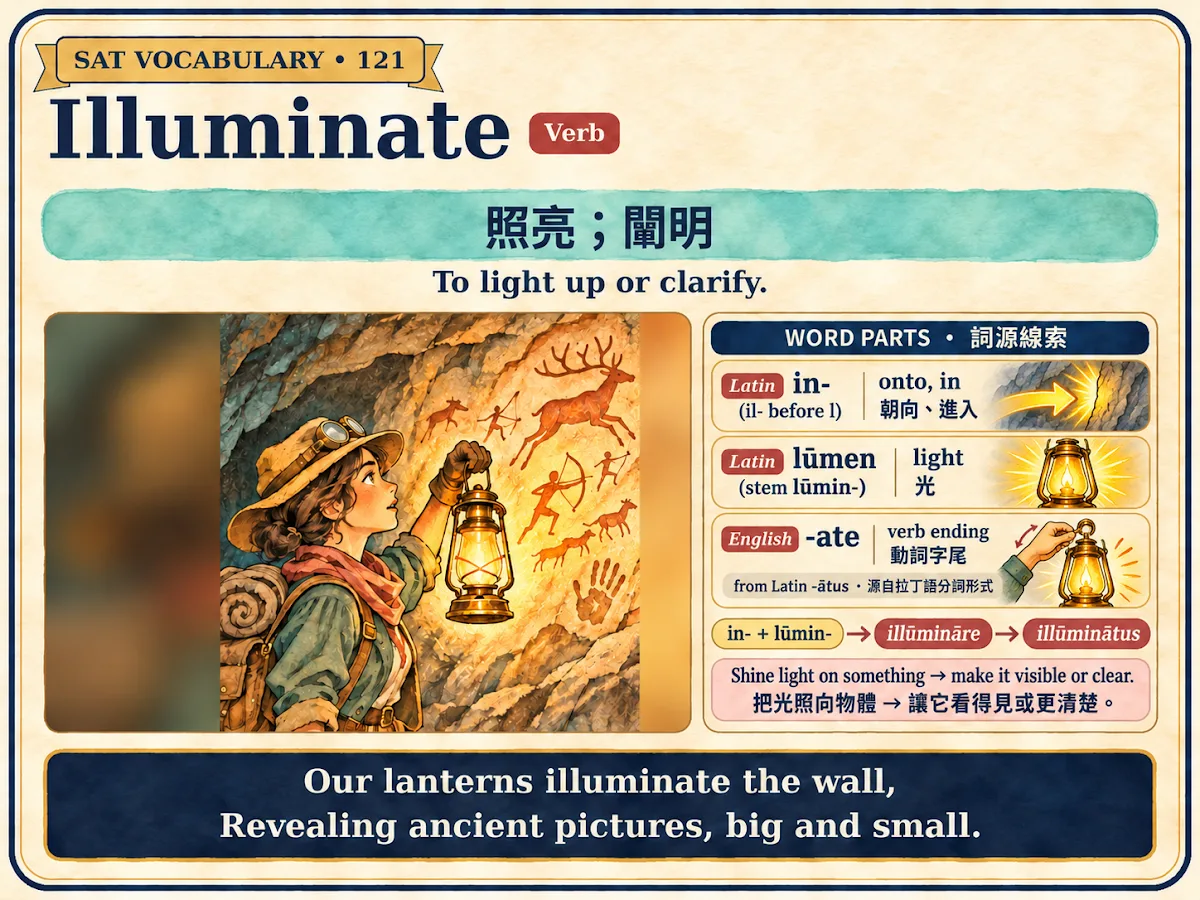 SAT VOCABULARY • 121
Illuminate
Verb
照亮；闡明
To light up or clarify.
WORD PARTS • 詞源線索
Latin in-
(il- before l)
onto, in
朝向、進入
Latin lūmen
(stem lūmin-)
light
光
English -ate
verb ending
動詞字尾
from Latin -ātus・源自拉丁語分詞形式
in- + lūmin- → illūmināre → illūminātus
Shine light on something → make it visible or clear.
把光照向物體 → 讓它看得見或更清楚。
Our lanterns illuminate the wall,
Revealing ancient pictures, big and small.